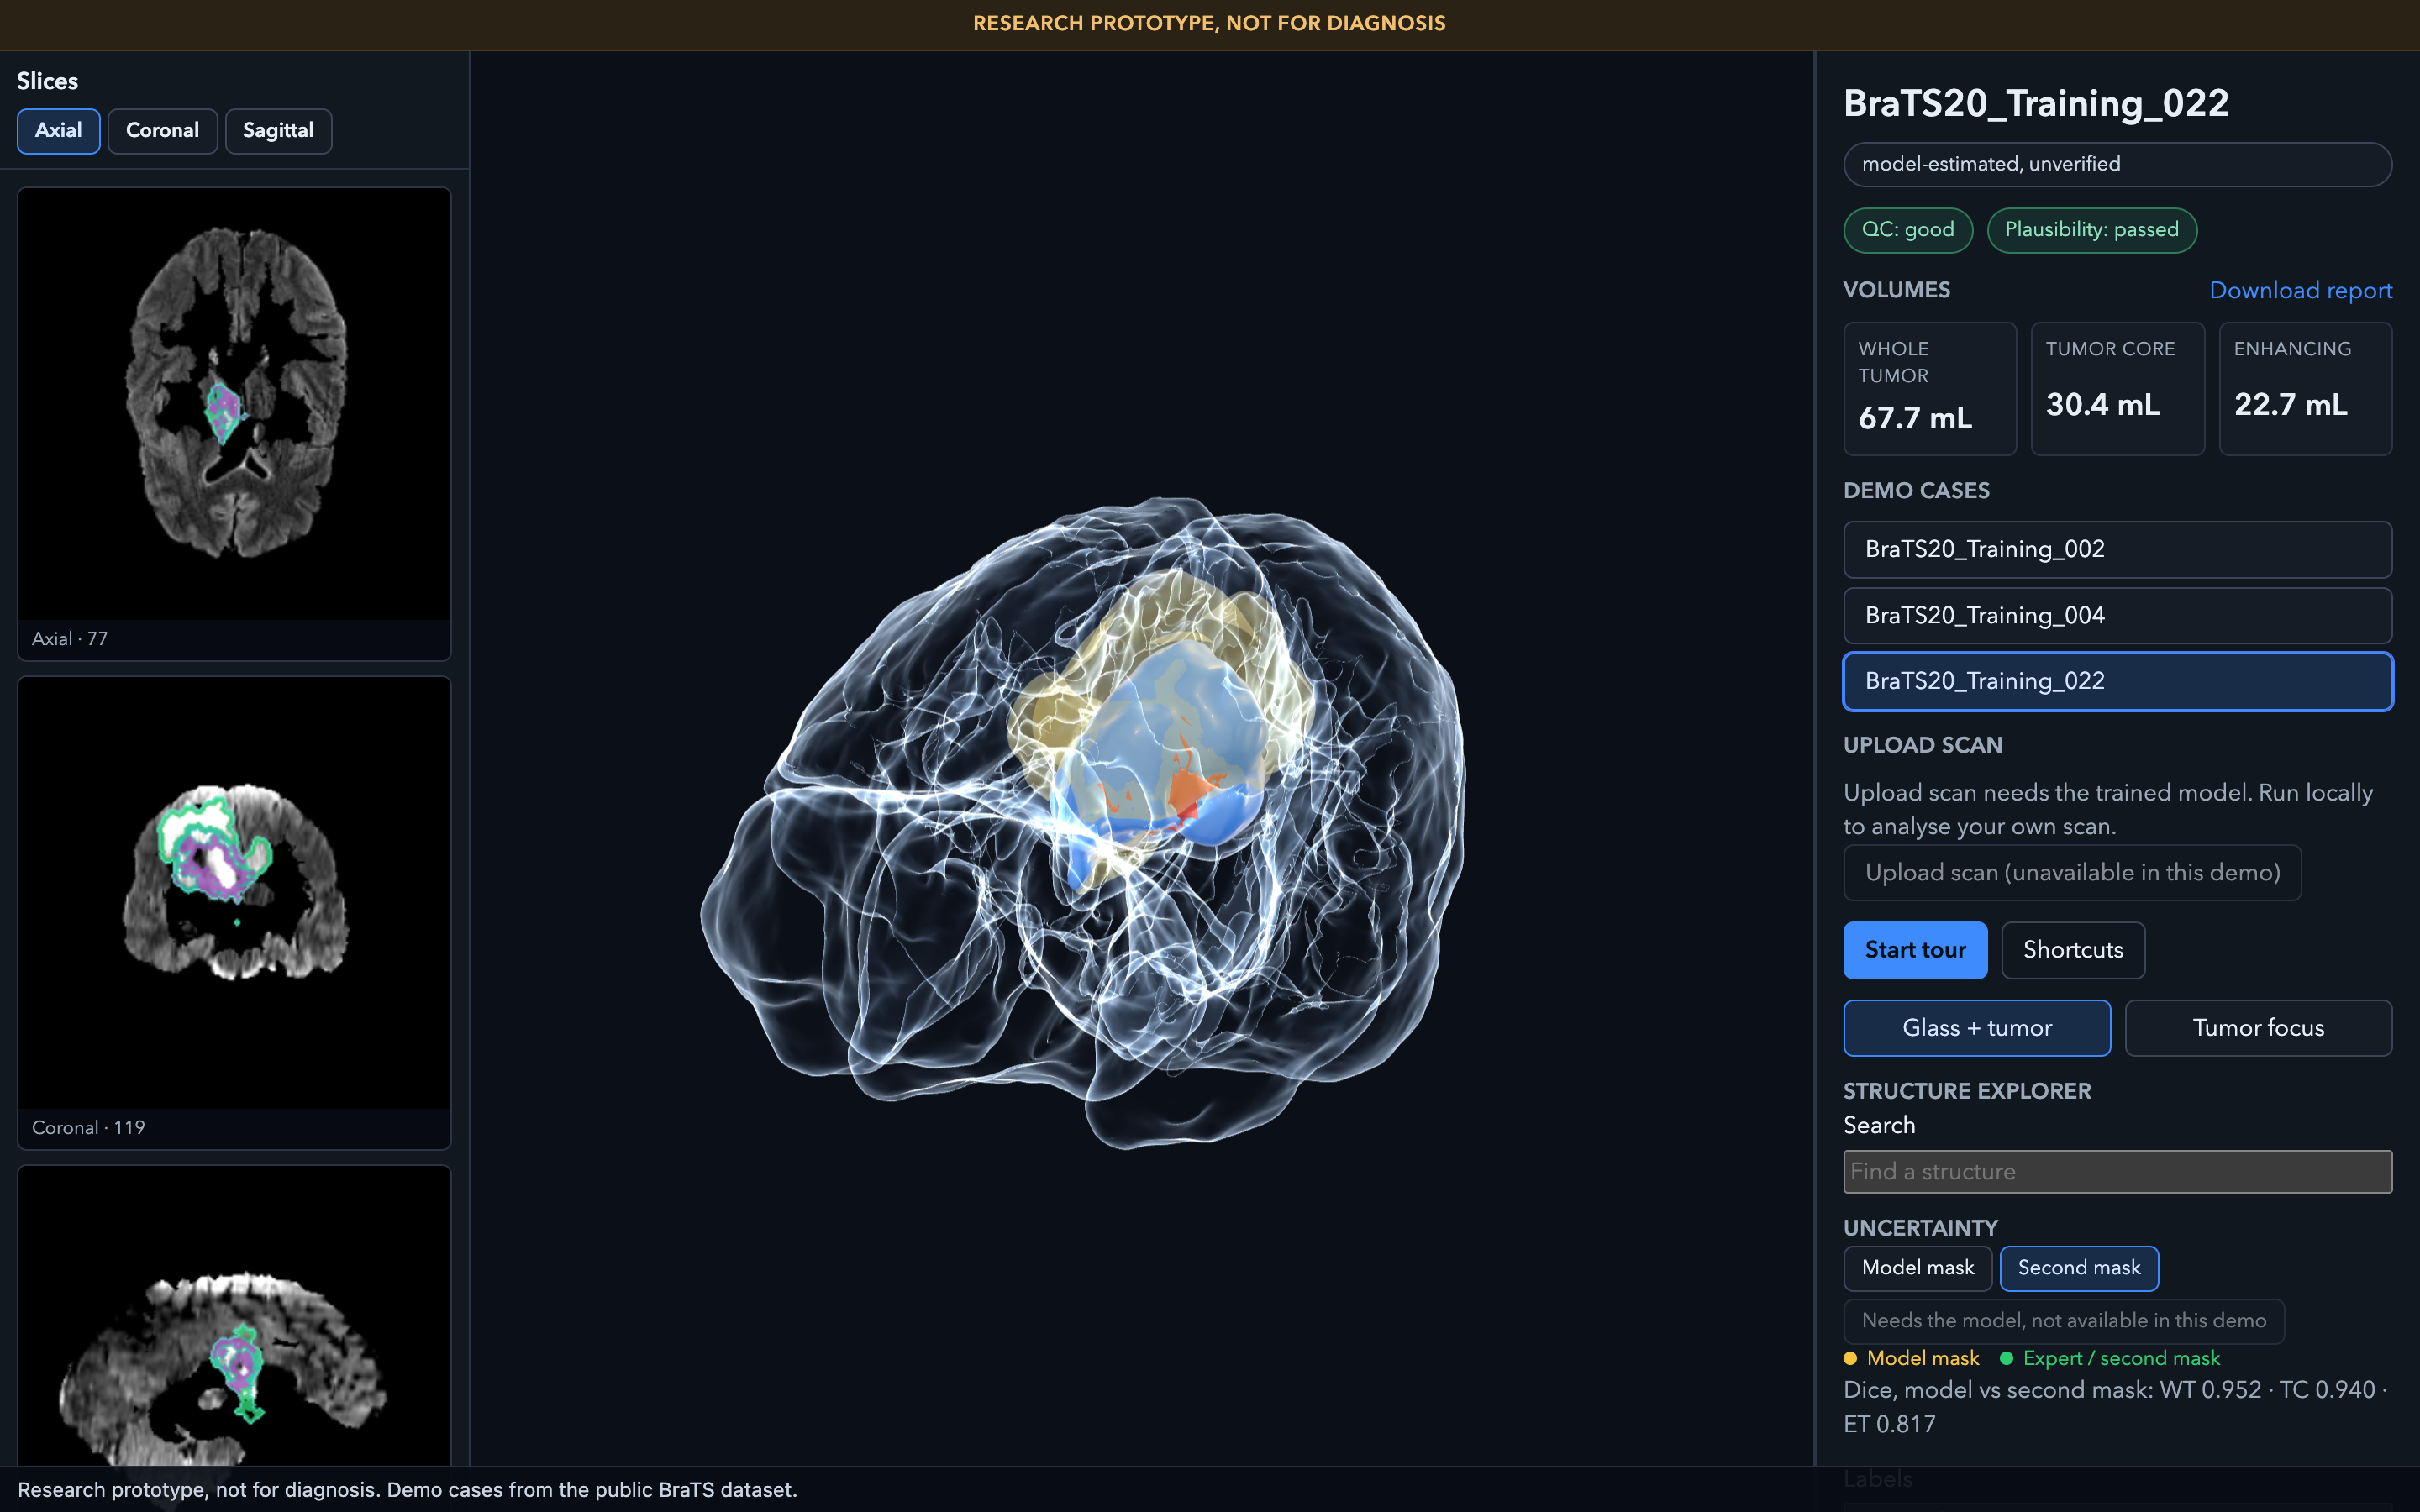 RESEARCH PROTOTYPE, NOT FOR DIAGNOSIS
Slices
Axial
Coronal
Sagittal
Axial · 77
Coronal · 119
BraTS20_Training_022
model-estimated, unverified
QC: good
Plausibility: passed
VOLUMES
Download report
WHOLE
TUMOR
67.7 mL
TUMOR CORE
30.4 mL
ENHANCING
22.7 mL
DEMO CASES
BraTS20_Training_002
BraTS20_Training_004
BraTS20_Training_022
UPLOAD SCAN
Upload scan needs the trained model. Run locally
to analyse your own scan.
Upload scan (unavailable in this demo)
Start tour
Shortcuts
Glass + tumor
Tumor focus
STRUCTURE EXPLORER
Search
Find a structure
UNCERTAINTY
Model mask
Second mask
Needs the model, not available in this demo
Model mask
Expert / second mask
Dice, model vs second mask: WT 0.952 · TC 0.940 ·
ET 0.817
Labels
Research prototype, not for diagnosis. Demo cases from the public BraTS dataset.